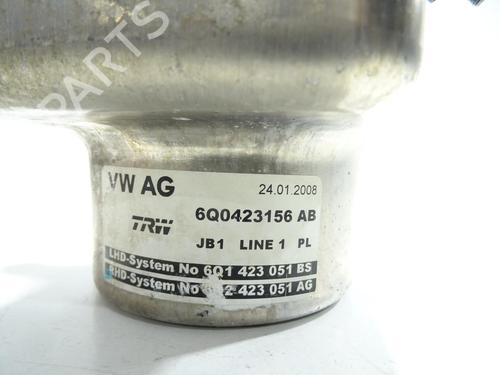 B-PARTS
VW AG
24.01.2008
TRW
6Q0423156 AB
JB1 LINE 1 PL
LHD-System No 6Q1 423 051 BS
RHD-System No 423 051 AG